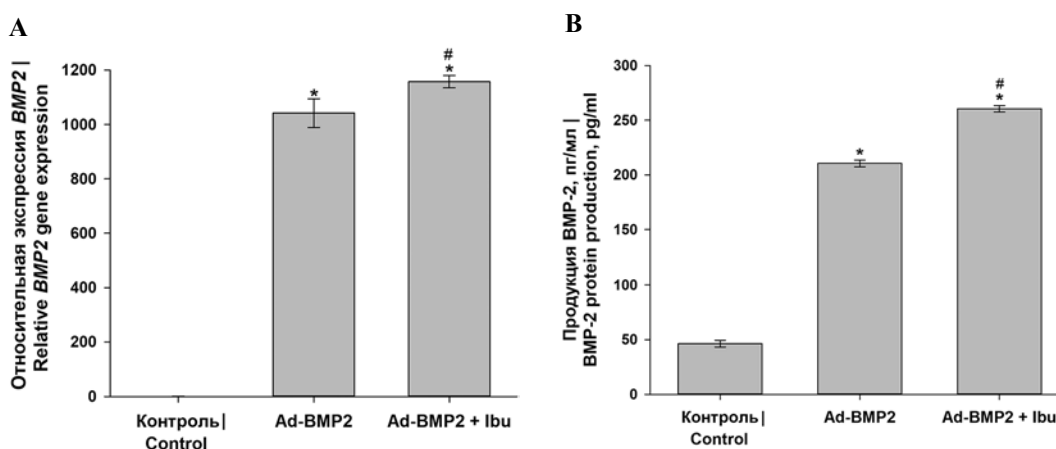 A
Относительная экспрессия BMP2 |
Relative BMP2 gene expression
1200
1000
800
600
400
200
0
*
#
*
Контроль|
Control
Ad-BMP2
Ad-BMP2 + Ibu
B
Продукция BMP-2, пг/мл |
BMP-2 protein production, pg/ml
300
250
200
150
100
50
0
*
#
*
Контроль|
Control
Ad-BMP2
Ad-BMP2 + Ibu